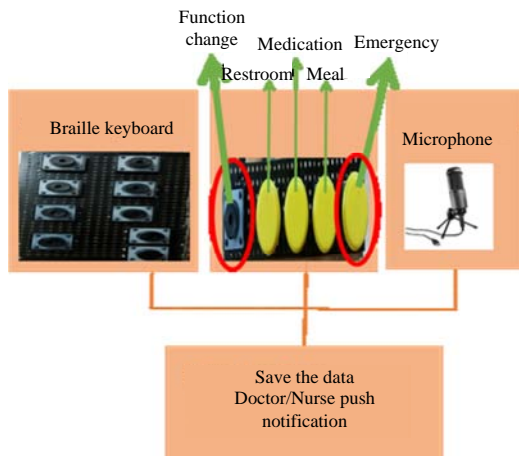 Function
change
Medication
Emergency
Restroom
Meal
Braille keyboard
Microphone
Save the data
Doctor/Nurse push
notification